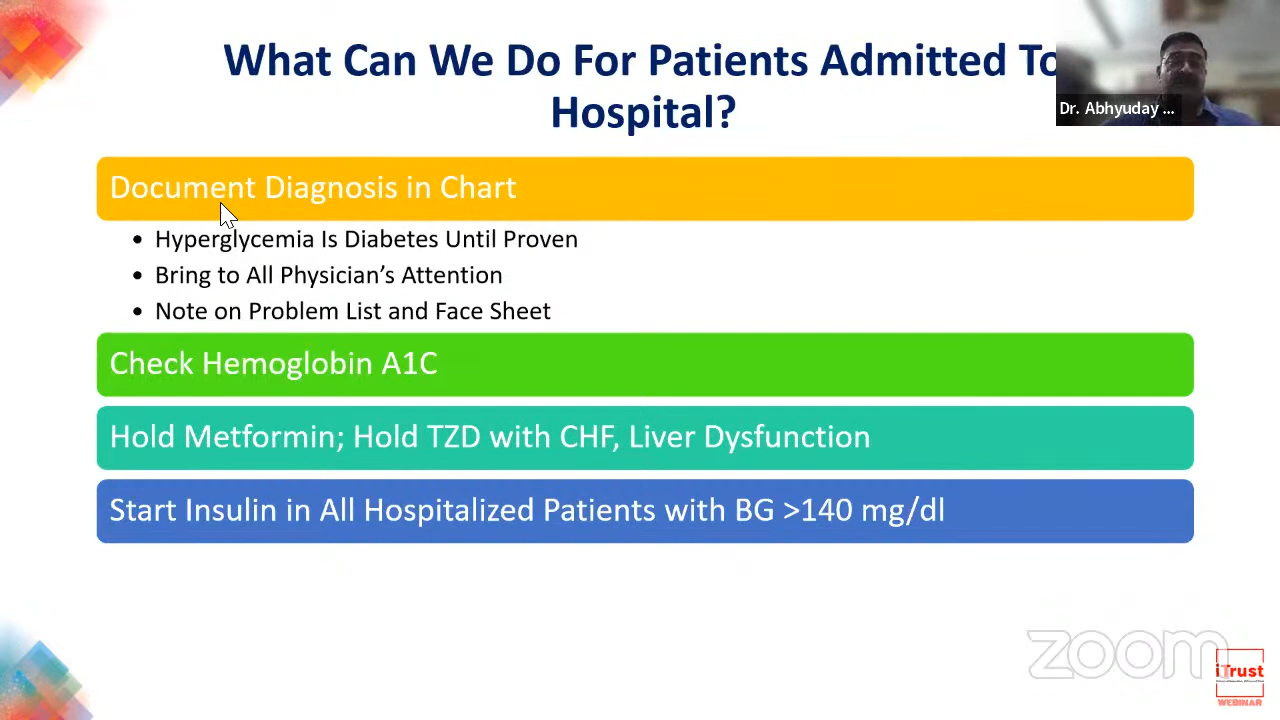 What Can We Do For Patients Admitted To
Hospital?
Dr. Abhyuday ...
Document Diagnosis in Chart
• Hyperglycemia Is Diabetes Until Proven
• Bring to All Physician's Attention
• Note on Problem List and Face Sheet
Check Hemoglobin A1C
Hold Metformin; Hold TZD with CHF, Liver Dysfunction
Start Insulin in All Hospitalized Patients with BG >140 mg/dl
zoom
iTrust
WEBINAR